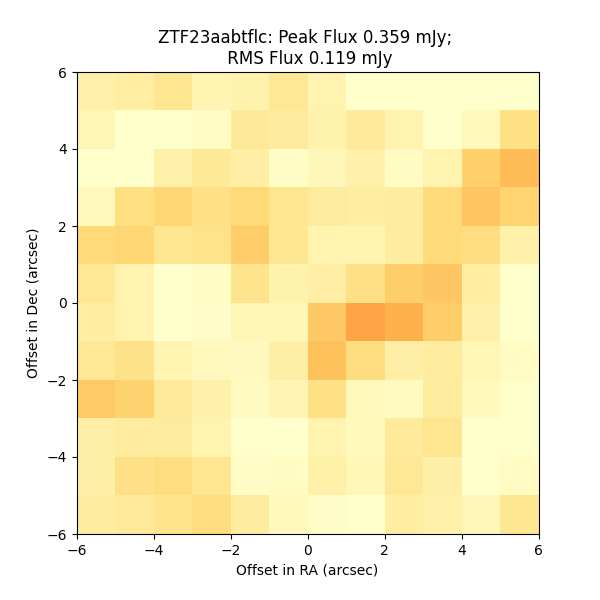 ZTF23aabtflc: Peak Flux 0.359 mJy;
RMS Flux 0.119 mJy
6
4
2
0
−2
−4
−6
Offset in Dec (arcsec)
−6 −4 −2 0 2 4 6
Offset in RA (arcsec)